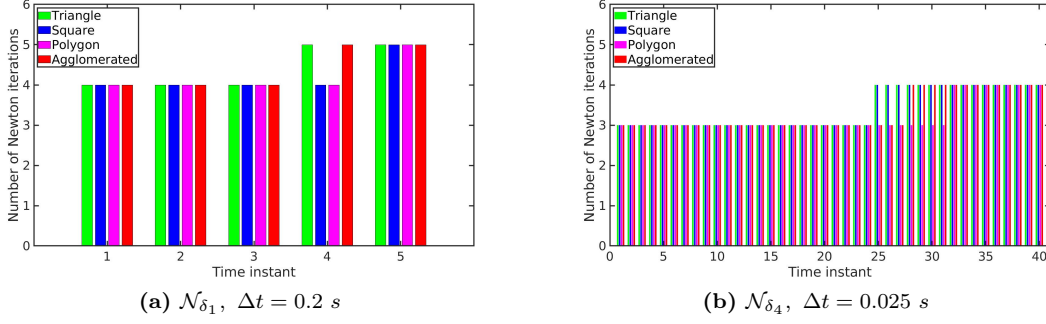 6
5
4
3
2
1
0
Number of Newton iterations
Triangle
Square
Polygon
Agglomerated
1 2 3 4 5
Time instant
(a) 𝒩δ₁, Δt = 0.2 s
6
5
4
3
2
1
0
Number of Newton iterations
Triangle
Square
Polygon
Agglomerated
0 5 10 15 20 25 30 35 40
Time instant
(b) 𝒩δ₄, Δt = 0.025 s